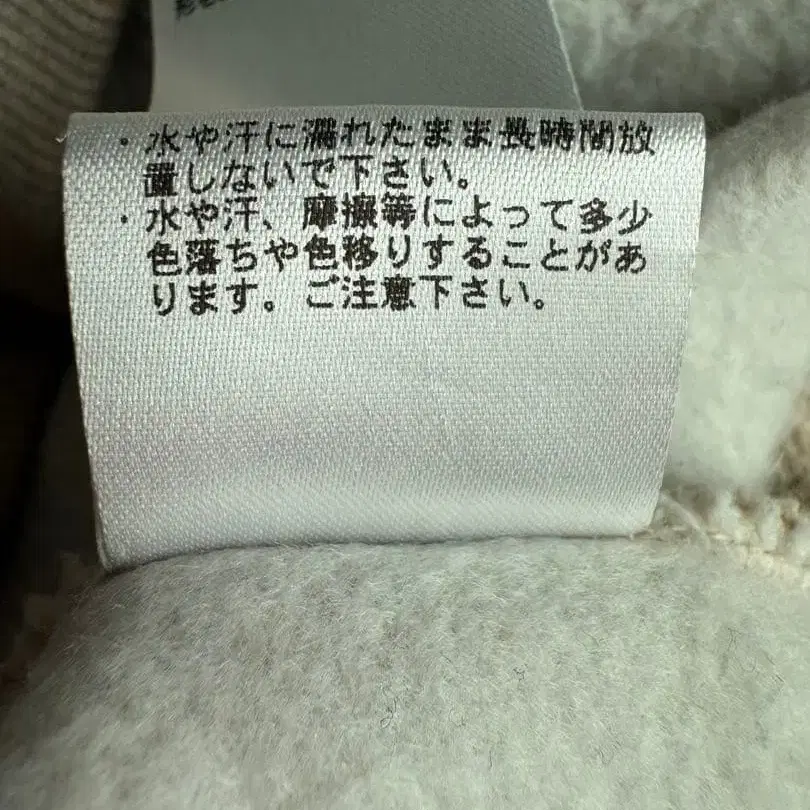 ・水や汗に濡れたまま長時間放
置しないで下さい。
・水や汗、摩擦等によって多少
色落ちや色移りすることがあ
ります。ご注意下さい。